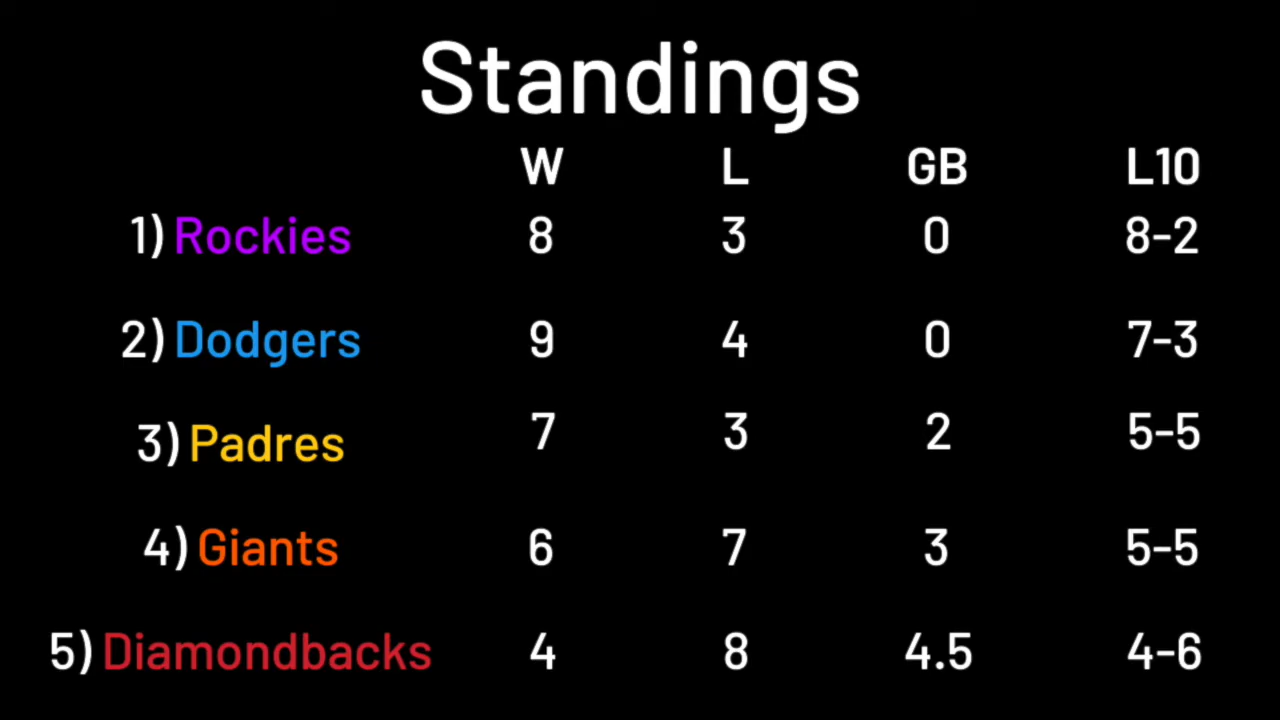 Standings
W L GB L10
1) Rockies 8 3 0 8-2
2) Dodgers 9 4 0 7-3
3) Padres 7 3 2 5-5
4) Giants 6 7 3 5-5
5) Diamondbacks 4 8 4.5 4-6